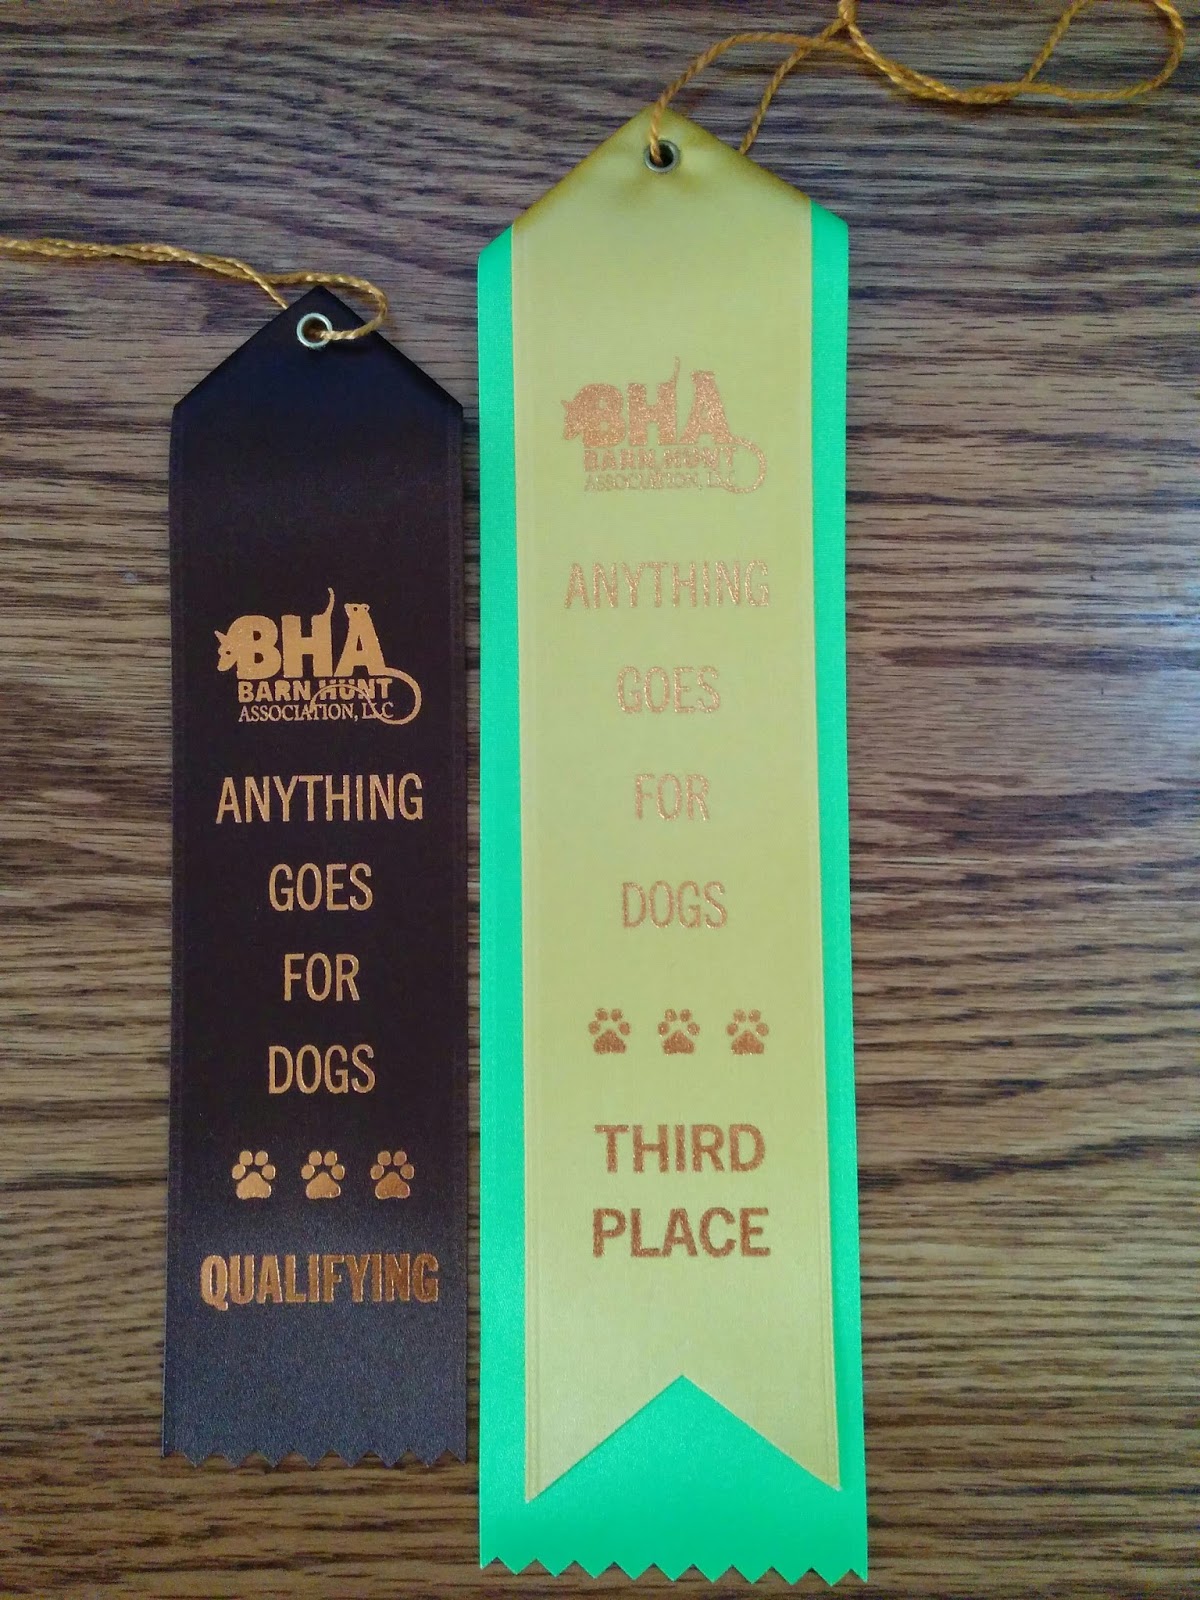 BHA
BARN HUNT
ASSOCIATION, LLC
ANYTHING
GOES
FOR
DOGS
QUALIFYING
BHA
BARN HUNT
ASSOCIATION, LLC
ANYTHING
GOES
FOR
DOGS
THIRD
PLACE